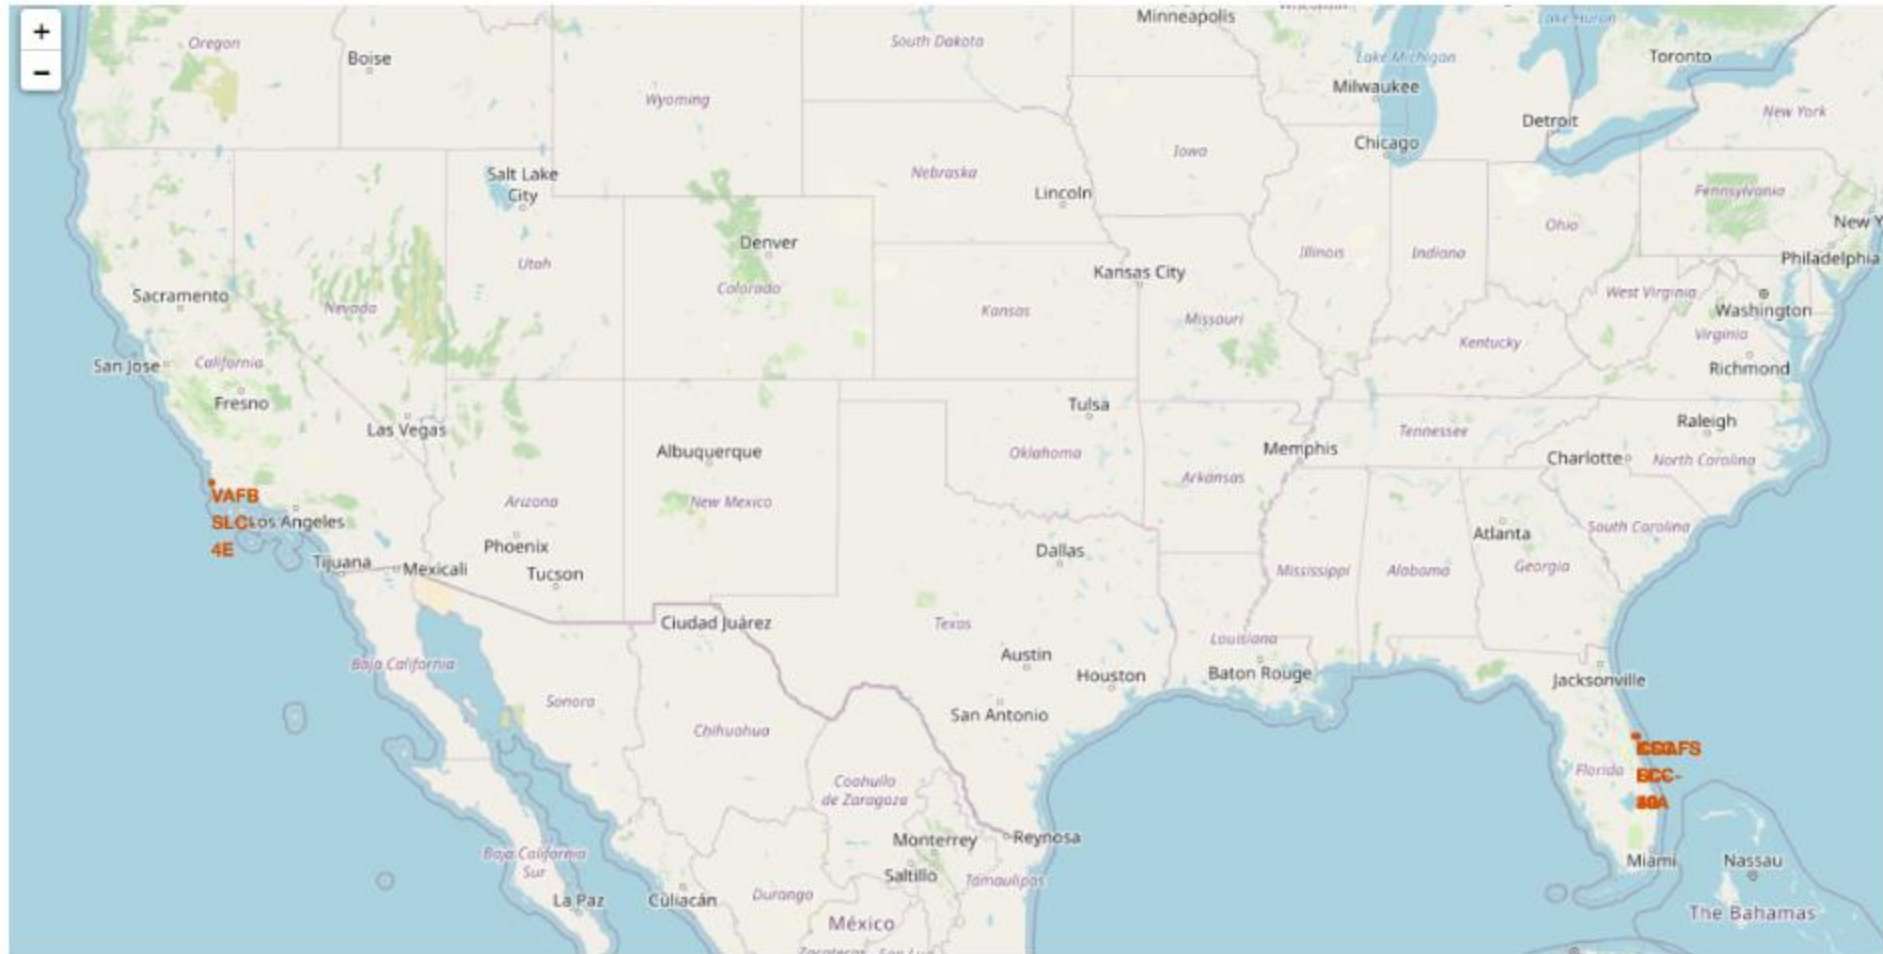 +
−
Oregon
Boise
South Dakota
Minneapolis
Lake Huron
Toronto
Lake Michigan
Milwaukee
Wyoming
New York
Detroit
Chicago
Iowa
Salt Lake
City
Nebraska
Lincoln
Pennsylvania
New Y
Denver
Ohio
Utah
Illinois
Indiana
Philadelphia
Kansas City
Colorado
Sacramento
Nevada
West Virginia
Washington
Kansas
Missouri
Virginia
Kentucky
San Jose
California
Richmond
Fresno
Tulsa
Las Vegas
Raleigh
Tennessee
Albuquerque
Oklahoma
Memphis
Charlotte
North Carolina
Arkansas
VAFB
SLC-
4E
Los Angeles
Arizona
New Mexico
South Carolina
Atlanta
Phoenix
Dallas
Tijuana
Mexicali
Tucson
Mississippi
Alabama
Georgia
Ciudad Juárez
Texas
Louisiana
Austin
Baja California
Houston
Baton Rouge
Jacksonville
Sonora
San Antonio
Chihuahua
Florida
Coahuila
de Zaragoza
Monterrey
Reynosa
Baja California
Sur
Miami
Nassau
Saltillo
Tamaulipas
Durango
La Paz
Culiacán
México
The Bahamas